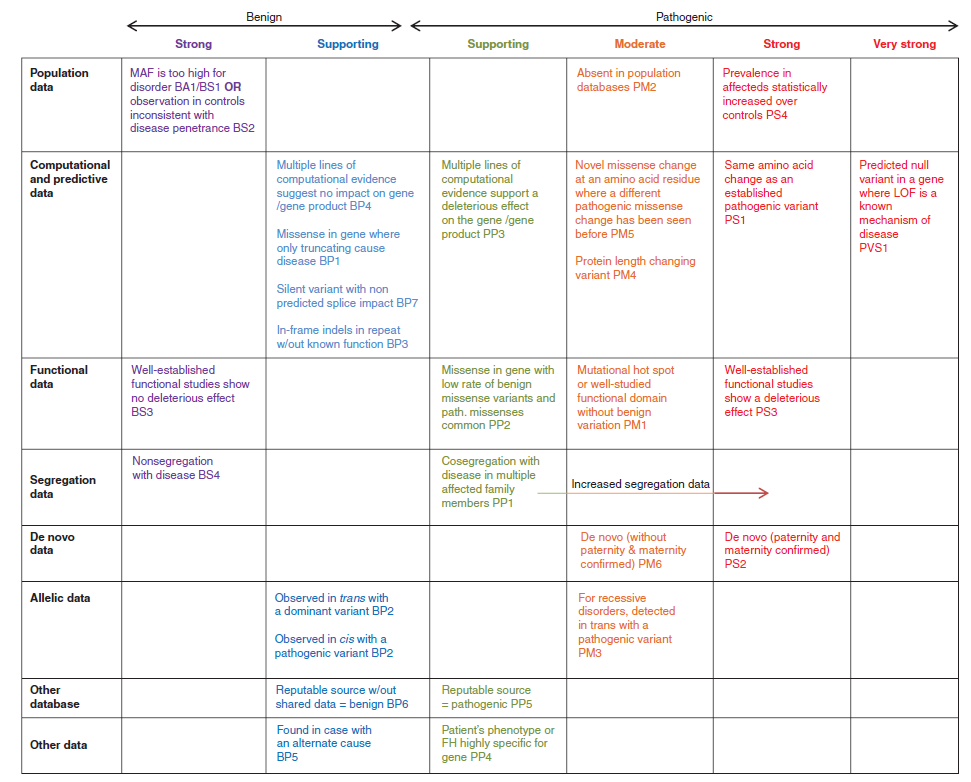 Benign
Pathogenic
Strong
Supporting
Supporting
Moderate
Strong
Very strong
Population
data
MAF is too high for
disorder BA1/BS1 OR
observation in controls
inconsistent with
disease penetrance BS2
Absent in population
databases PM2
Prevalence in
affecteds statistically
increased over
controls PS4
Computational
and predictive
data
Multiple lines of
computational evidence
suggest no impact on gene
/gene product BP4
Missense in gene where
only truncating cause
disease BP1
Silent variant with non
predicted splice impact BP7
In-frame indels in repeat
w/out known function BP3
Multiple lines of
computational
evidence support a
deleterious effect
on the gene /gene
product PP3
Novel missense change
at an amino acid residue
where a different
pathogenic missense
change has been seen
before PM5
Protein length changing
variant PM4
Same amino acid
change as an
established
pathogenic variant
PS1
Predicted null
variant in a gene
where LOF is a
known
mechanism of
disease
PVS1
Functional
data
Well-established
functional studies show
no deleterious effect
BS3
Missense in gene with
low rate of benign
missense variants and
path. missenses
common PP2
Mutational hot spot
or well-studied
functional domain
without benign
variation PM1
Well-established
functional studies
show a deleterious
effect PS3
Segregation
data
Nonsegregation
with disease BS4
Cosegregation with
disease in multiple
affected family
members PP1
Increased segregation data
De novo
data
De novo (without
paternity & maternity
confirmed) PM6
De novo (paternity and
maternity confirmed)
PS2
Allelic data
Observed in trans with
a dominant variant BP2
Observed in cis with a
pathogenic variant BP2
For recessive
disorders, detected
in trans with a
pathogenic variant
PM3
Other
database
Reputable source w/out
shared data = benign BP6
Reputable source
= pathogenic PP5
Other data
Found in case with
an alternate cause
BP5
Patient's phenotype or
FH highly specific for
gene PP4